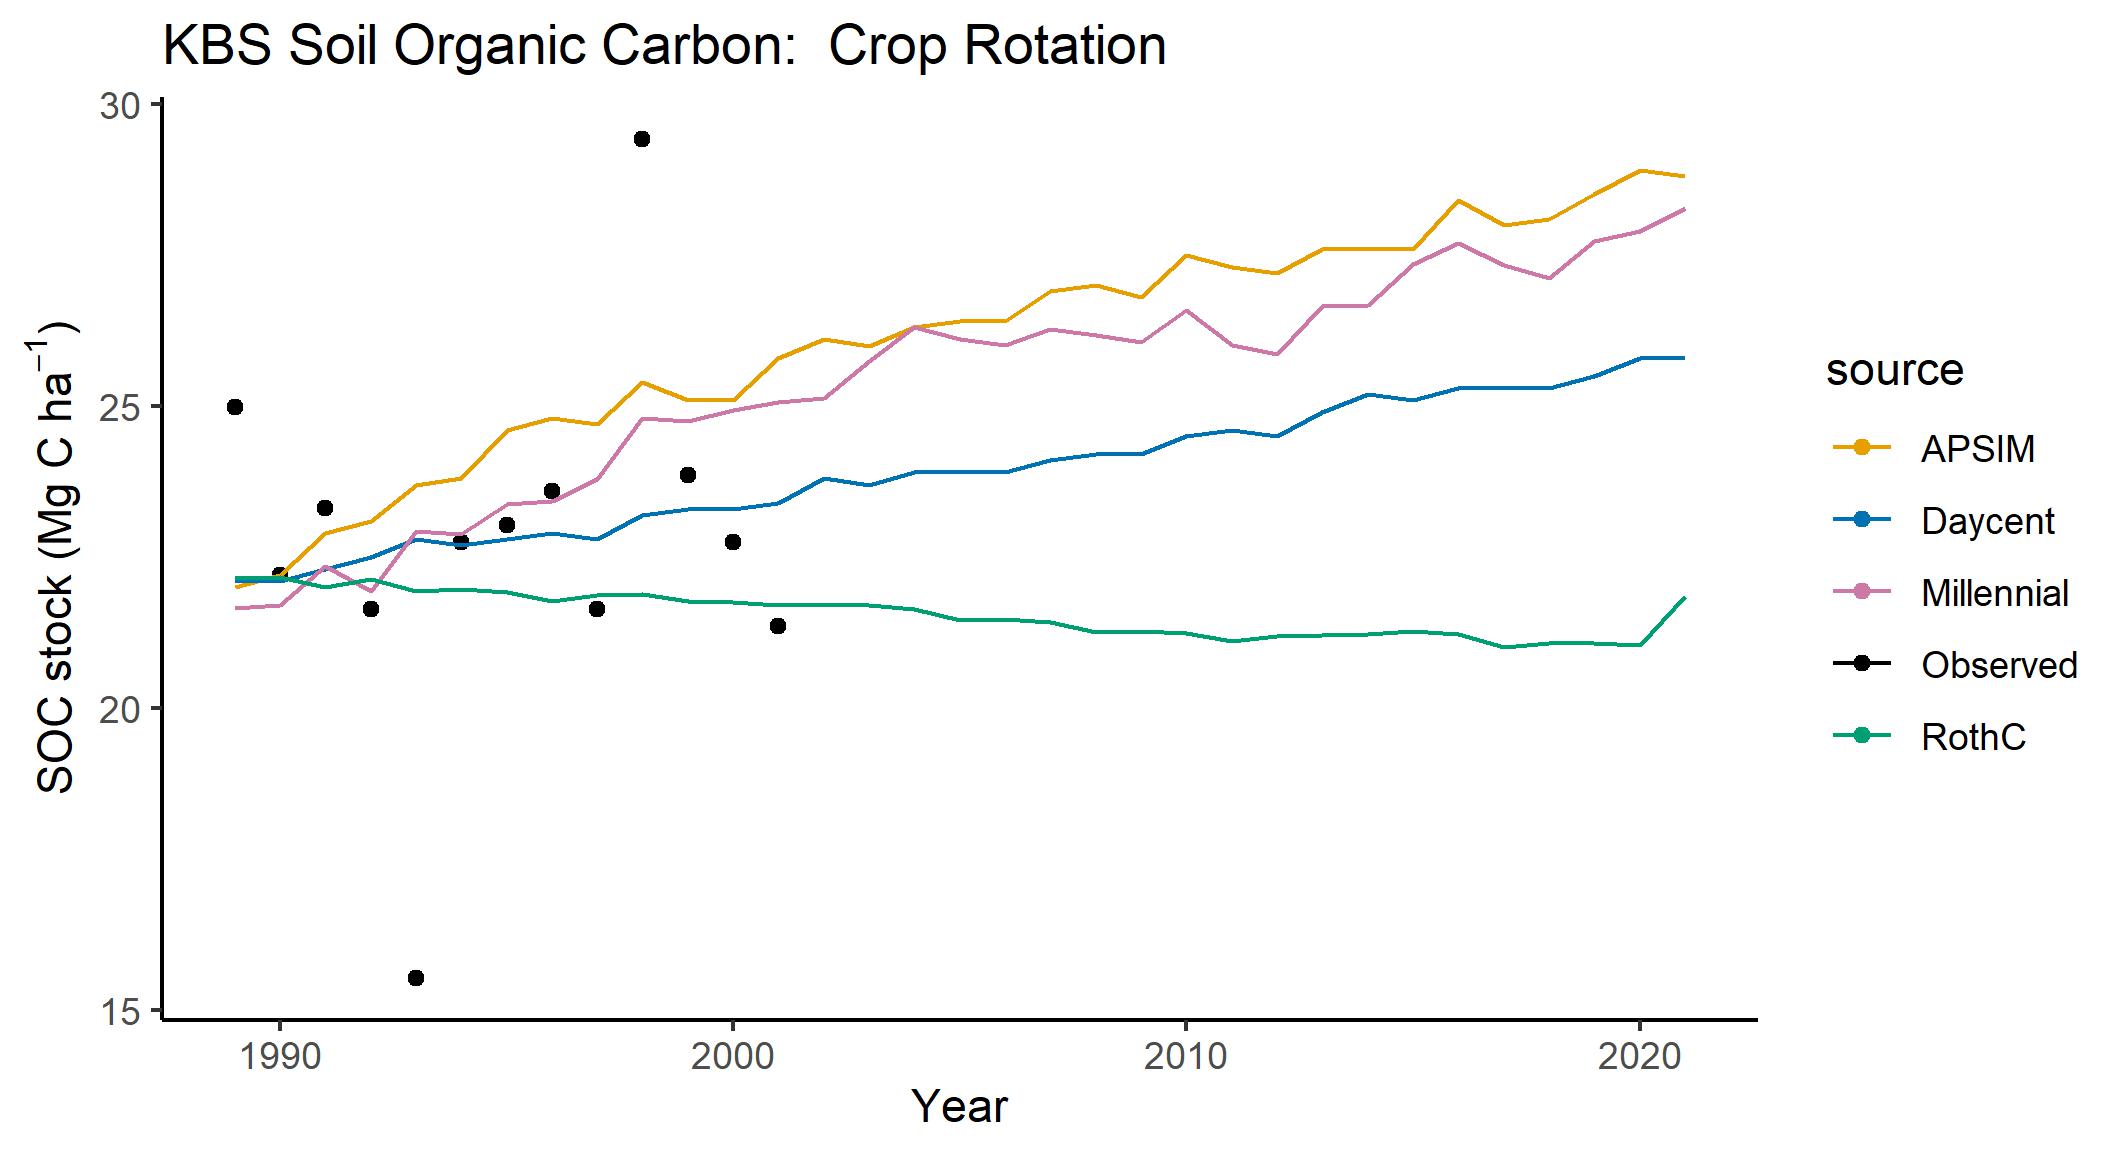 KBS Soil Organic Carbon:  Crop Rotation
30
25
20
15
SOC stock (Mg C ha⁻¹)
1990
2000
2010
2020
Year
source
APSIM
Daycent
Millennial
Observed
RothC